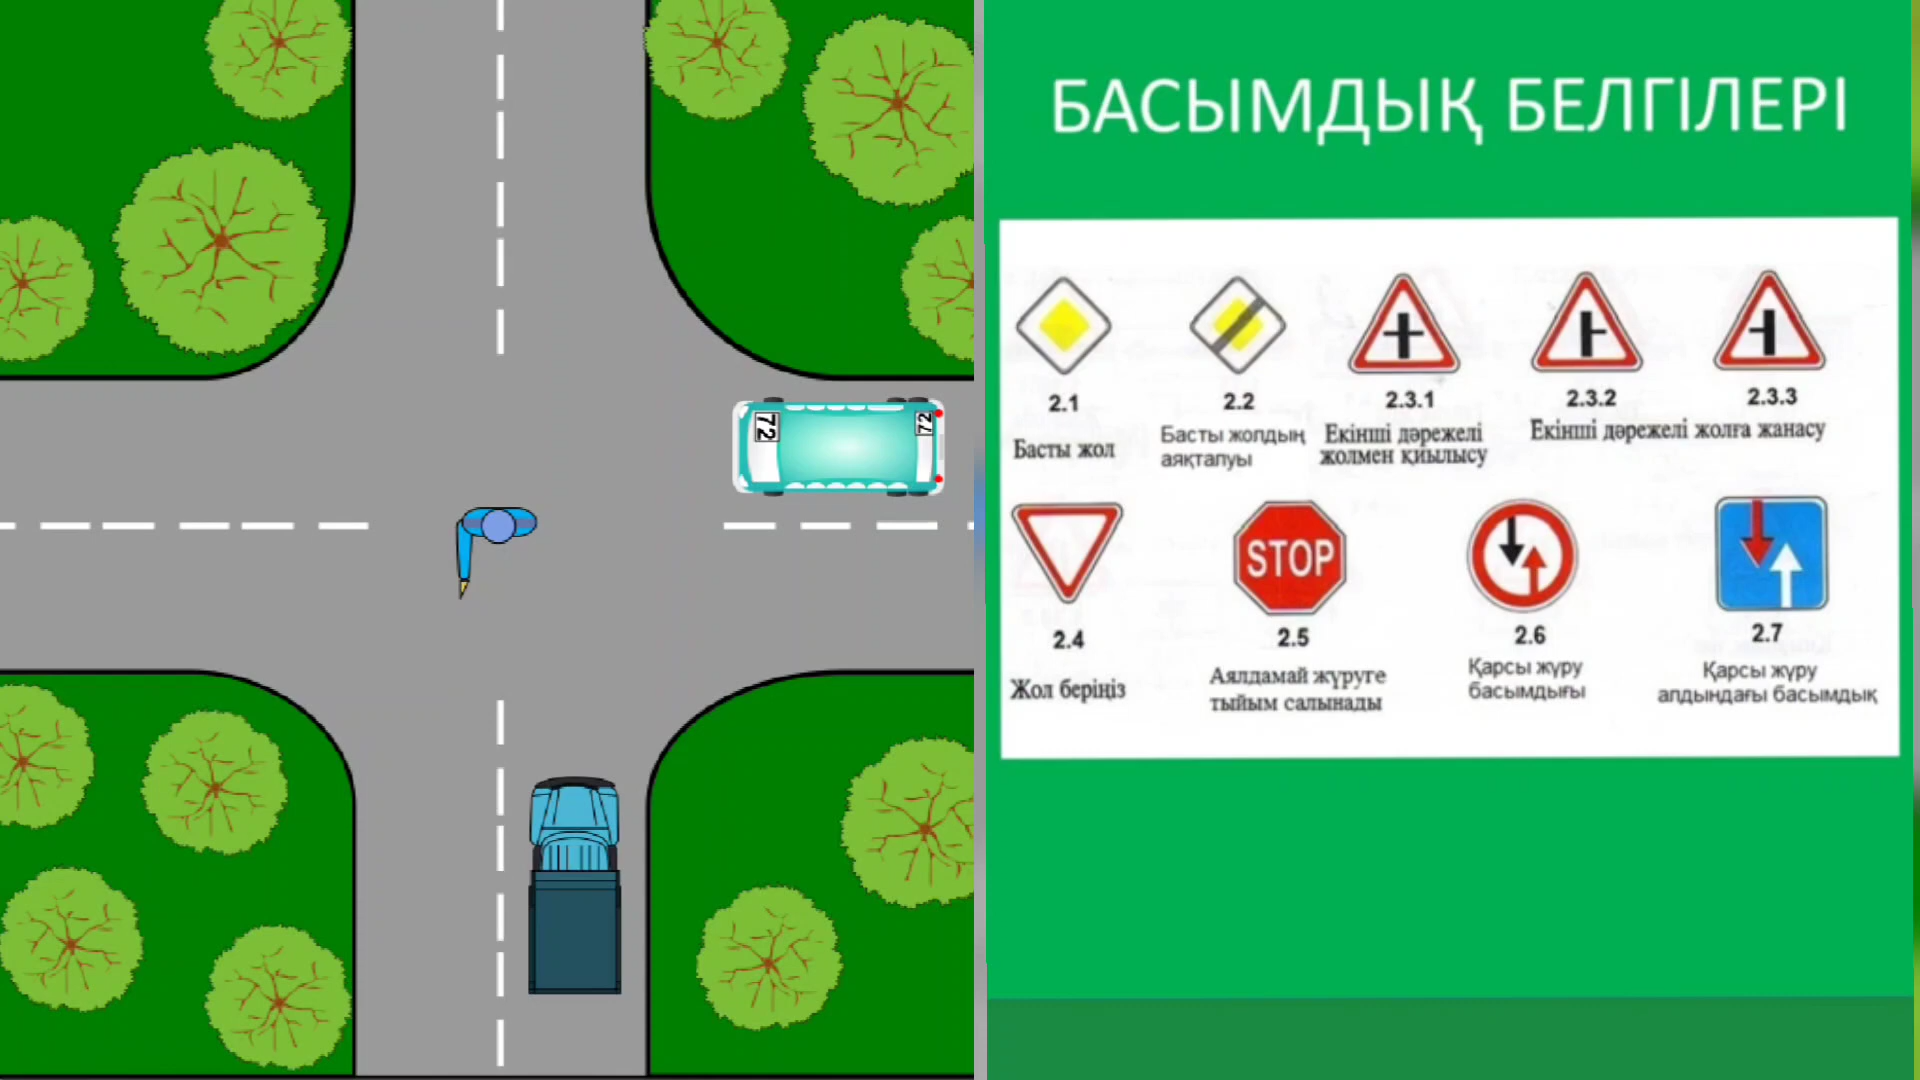 72
72
БАСЫМДЫҚ БЕЛГІЛЕРІ
2.1
2.2
2.3.1
2.3.2
2.3.3
Басты жол
Басты жолдың
аяқталуы
Екінші дәрежелі
жолмен қиылысу
Екінші дәрежелі жолға жанасу
STOP
2.4
2.5
2.6
2.7
Жол беріңіз
Аялдамай жүруге
тыйым салынады
Қарсы жүру
басымдығы
Қарсы жүру
алдындағы басымдық